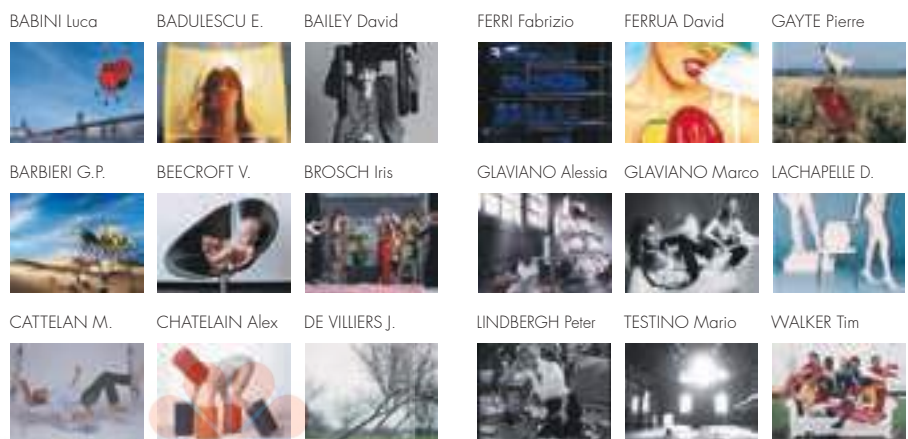 BABINI Luca
BADULESCU E.
BAILEY David
FERRI Fabrizio
FERRUA David
GAYTE Pierre
BARBIERI G.P.
BEECROFT V.
BROSCH Iris
GLAVIANO Alessia
GLAVIANO Marco
LACHAPELLE D.
CATTELAN M.
CHATELAIN Alex
DE VILLIERS J.
LINDBERGH Peter
TESTINO Mario
WALKER Tim